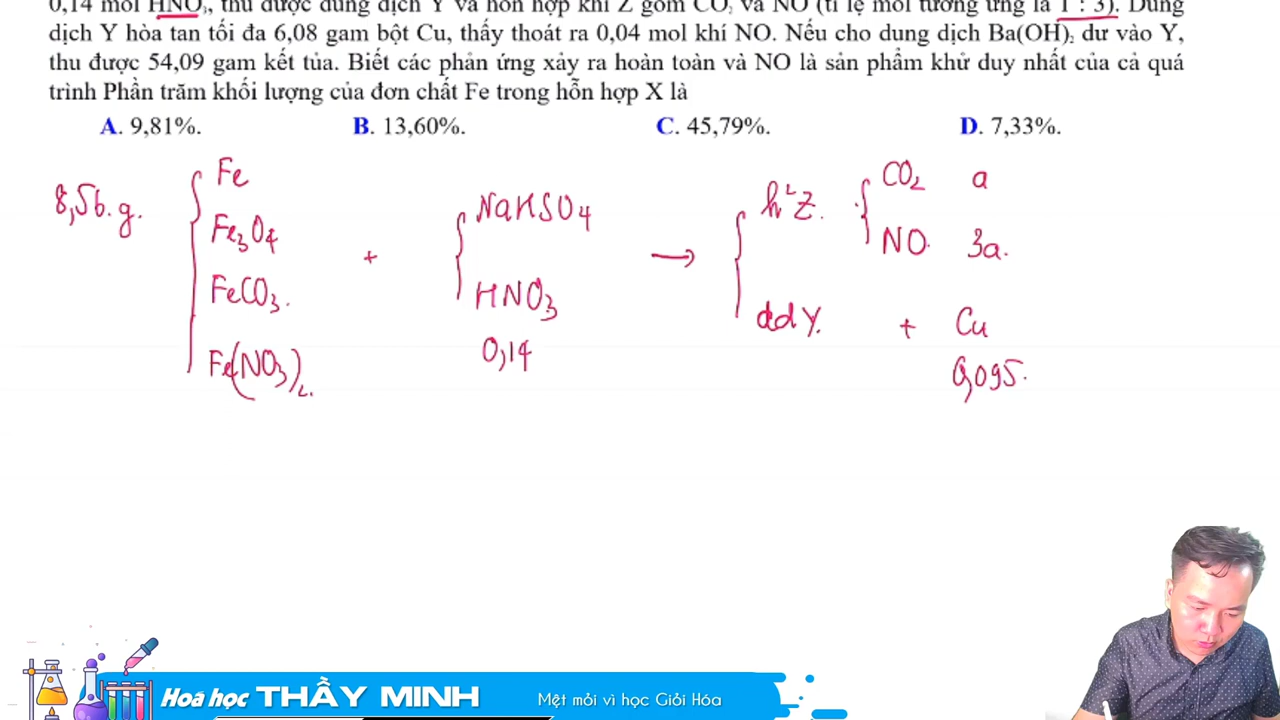 0,14 mol HNO₃, thu được dung dịch Y và hỗn hợp khí Z gồm CO₂ và NO (tỉ lệ mol tương ứng là 1 : 3). Dung
dịch Y hòa tan tối đa 6,08 gam bột Cu, thấy thoát ra 0,04 mol khí NO. Nếu cho dung dịch Ba(OH)₂ dư vào Y,
thu được 54,09 gam kết tủa. Biết các phản ứng xảy ra hoàn toàn và NO là sản phẩm khử duy nhất của cả quá
trình Phần trăm khối lượng của đơn chất Fe trong hỗn hợp X là
A. 9,81%. B. 13,60%. C. 45,79%. D. 7,33%.
8,56.g.
Fe
Fe₃O₄
FeCO₃.
Fe(NO₃)₂.
+
NaHSO₄
HNO₃
0,14
→
h² Z.
CO₂ a
NO. 3a.
dd Y. + Cu
0,095.
Hoá học THẦY MINH
Mệt mỏi vì học Giỏi Hóa